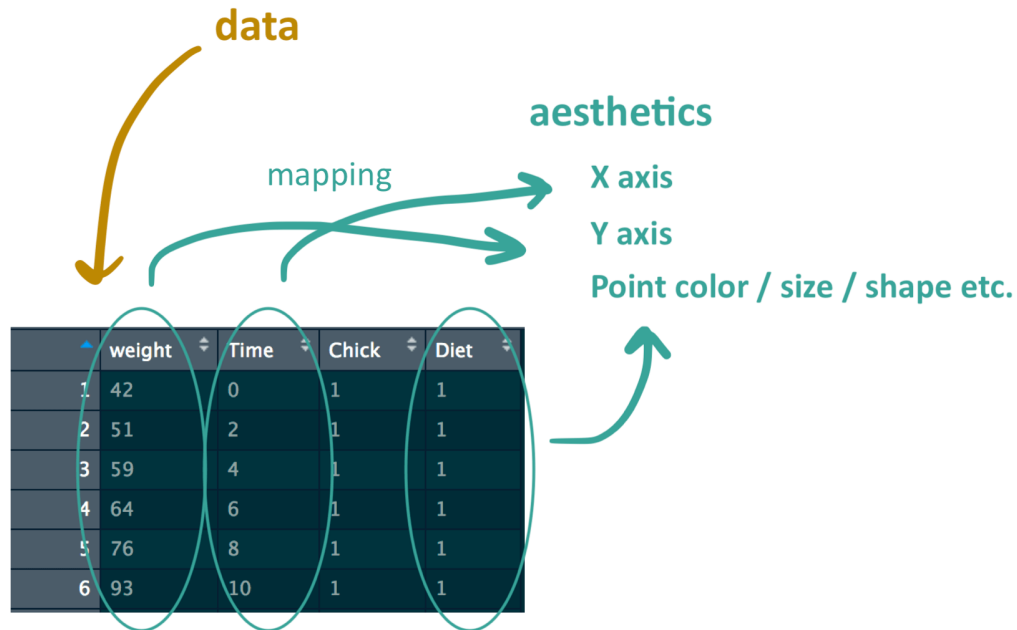 data
aesthetics
mapping
X axis
Y axis
Point color / size / shape etc.
weight Time Chick Diet
1 42 0 1 1
2 51 2 1 1
3 59 4 1 1
4 64 6 1 1
5 76 8 1 1
6 93 10 1 1